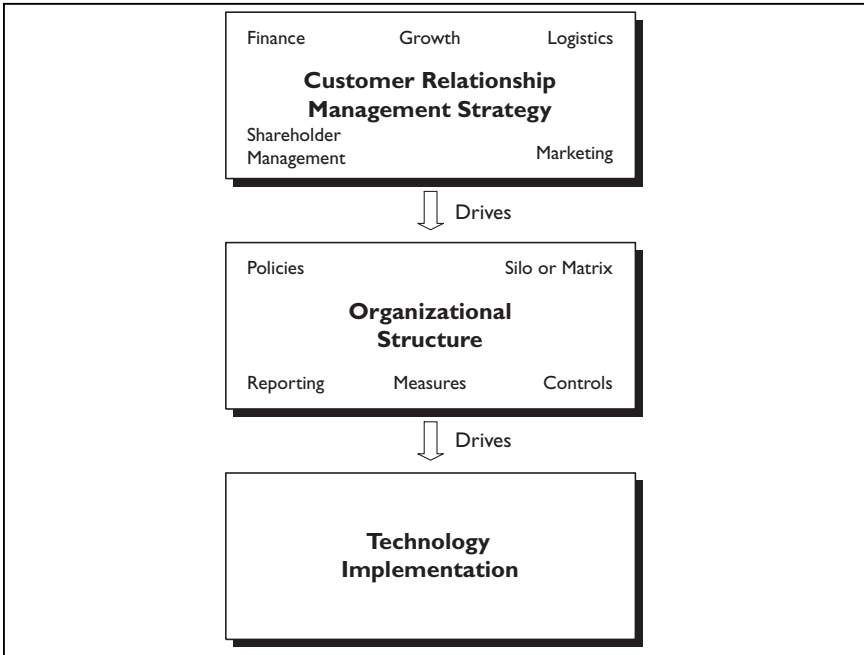 Finance Growth Logistics
Customer Relationship
Management Strategy
Shareholder
Management
Marketing
Drives
Policies Silo or Matrix
Organizational
Structure
Reporting Measures Controls
Drives
Technology
Implementation